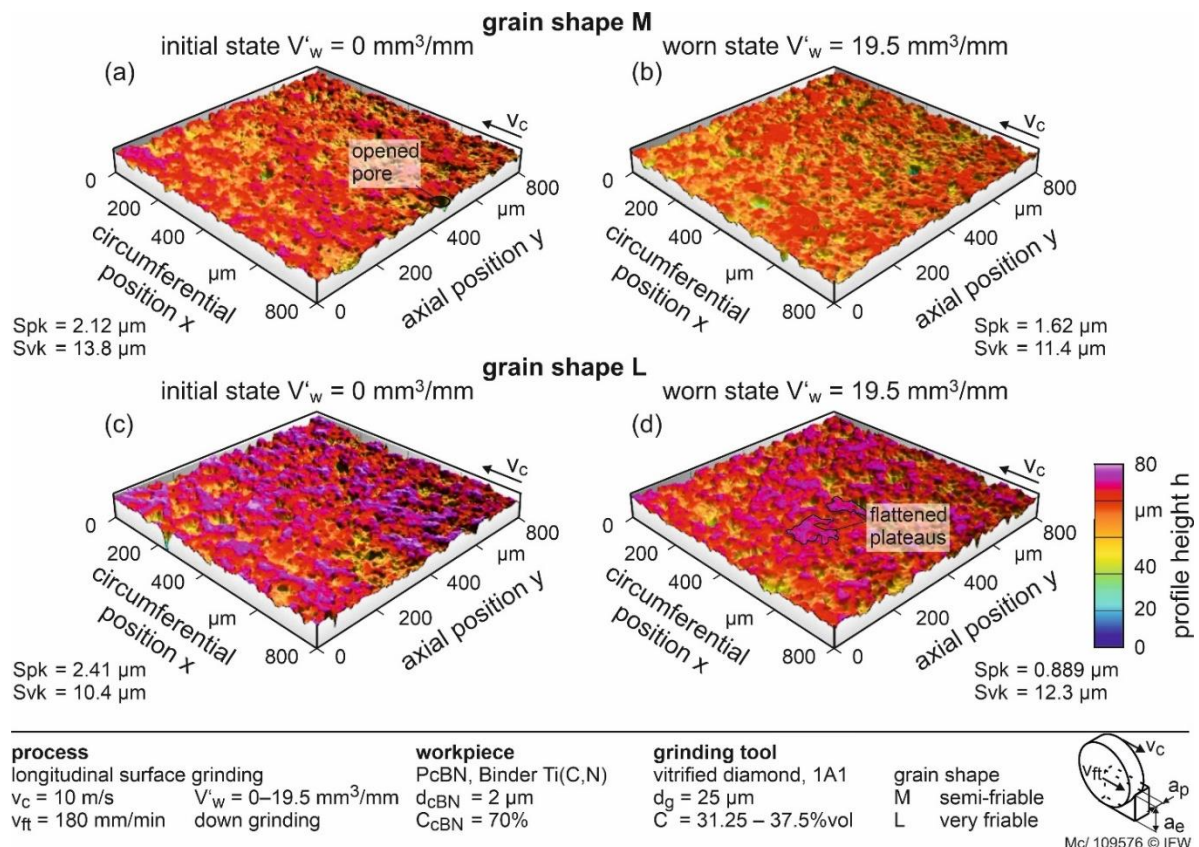 grain shape M
initial state V'w = 0 mm³/mm
worn state V'w = 19.5 mm³/mm
(a)
vc
opened
pore
0
200
400
µm
800
circumferential
position x
0
200
400
µm
800
axial position y
Spk = 2.12 µm
Svk = 13.8 µm
(b)
vc
0
200
400
µm
800
circumferential
position x
0
200
400
µm
800
axial position y
Spk = 1.62 µm
Svk = 11.4 µm
grain shape L
initial state V'w = 0 mm³/mm
worn state V'w = 19.5 mm³/mm
(c)
vc
0
200
400
µm
800
circumferential
position x
0
200
400
µm
800
axial position y
Spk = 2.41 µm
Svk = 10.4 µm
(d)
vc
flattened
plateaus
0
200
400
µm
800
circumferential
position x
0
200
400
µm
800
axial position y
Spk = 0.889 µm
Svk = 12.3 µm
80
µm
40
20
0
profile height h
process
longitudinal surface grinding
vc = 10 m/s V'w = 0–19.5 mm³/mm
vft = 180 mm/min down grinding
workpiece
PcBN, Binder Ti(C,N)
dcBN = 2 µm
CcBN = 70%
grinding tool
vitrified diamond, 1A1
dg = 25 µm
C = 31.25 – 37.5%vol
grain shape
M semi-friable
L very friable
vc
vft
ap
ae
Mc/ 109576 © IFW